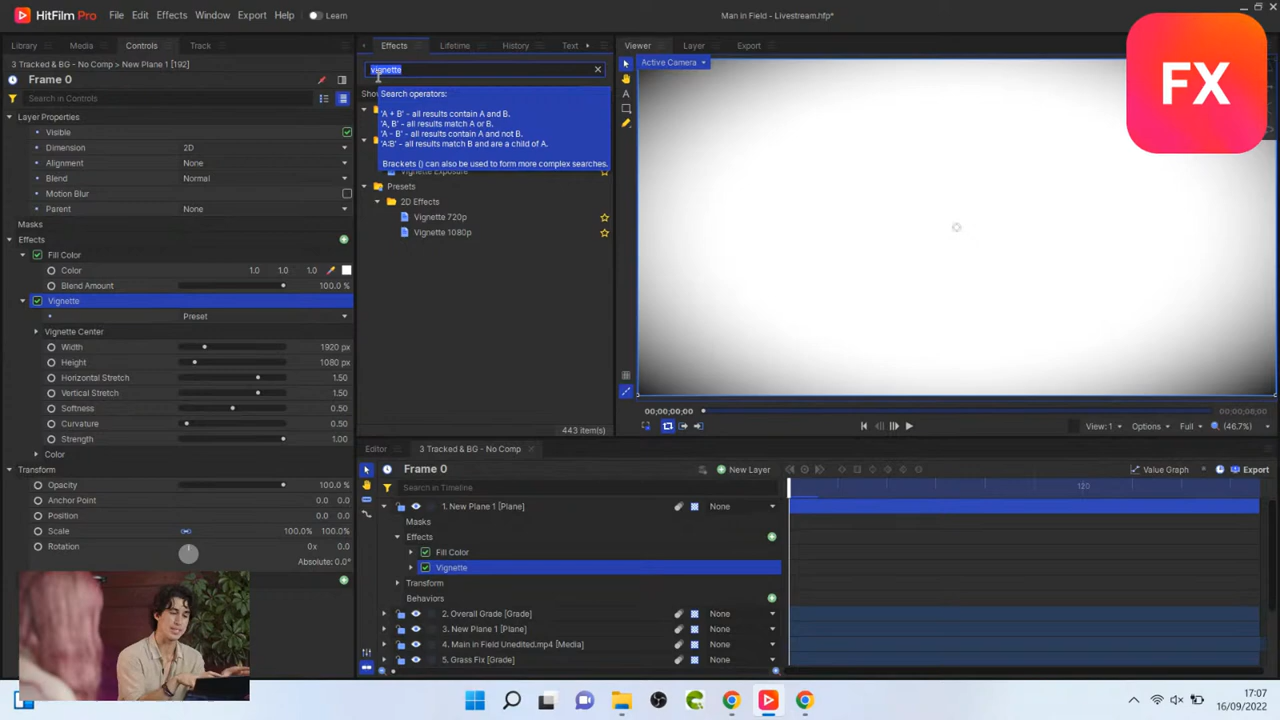 HitFilm Pro File Edit Effects Window Export Help Learn Man in Field - Livestream.hfp*
Library Media Controls Track
3 Tracked & BG - No Comp > New Plane 1 [192]
Frame 0
Search in Controls
Layer Properties
Visible
Dimension 2D
Alignment None
Blend Normal
Motion Blur
Parent None
Masks
Effects
Fill Color
Color 1.0 1.0 1.0
Blend Amount 100.0 %
Vignette
Preset
Vignette Center
Width 1920 px
Height 1080 px
Horizontal Stretch 1.50
Vertical Stretch 1.50
Softness 0.50
Curvature 0.50
Strength 1.00
Color
Transform
Opacity 100.0 %
Anchor Point 0.0 0.0
Position 0.0 0.0
Scale 100.0% 100.0%
Rotation 0x 0.0
Absolute: 0.0°
Effects Lifetime History Text
vignette
Search operators:
'A + B' - all results contain A and B.
'A, B' - all results match A or B.
'A - B' - all results contain A and not B.
'A:B' - all results match B and are a child of A.
Brackets () can also be used to form more complex searches.
Vignette Exposure
Presets
2D Effects
Vignette 720p
Vignette 1080p
443 item(s)
Viewer Layer Export
Active Camera
FX
00;00;00;00 00;00;06;00
View: 1 Options Full (46.7%)
Editor 3 Tracked & BG - No Comp
Frame 0 New Layer Value Graph Export
Search in Timeline 120
1. New Plane 1 [Plane] None
Masks
Effects
Fill Color
Vignette
Transform
Behaviors
2. Overall Grade [Grade] None
3. New Plane 1 [Plane] None
4. Main in Field Unedited.mp4 [Media] None
5. Grass Fix [Grade] None
17:07
16/09/2022